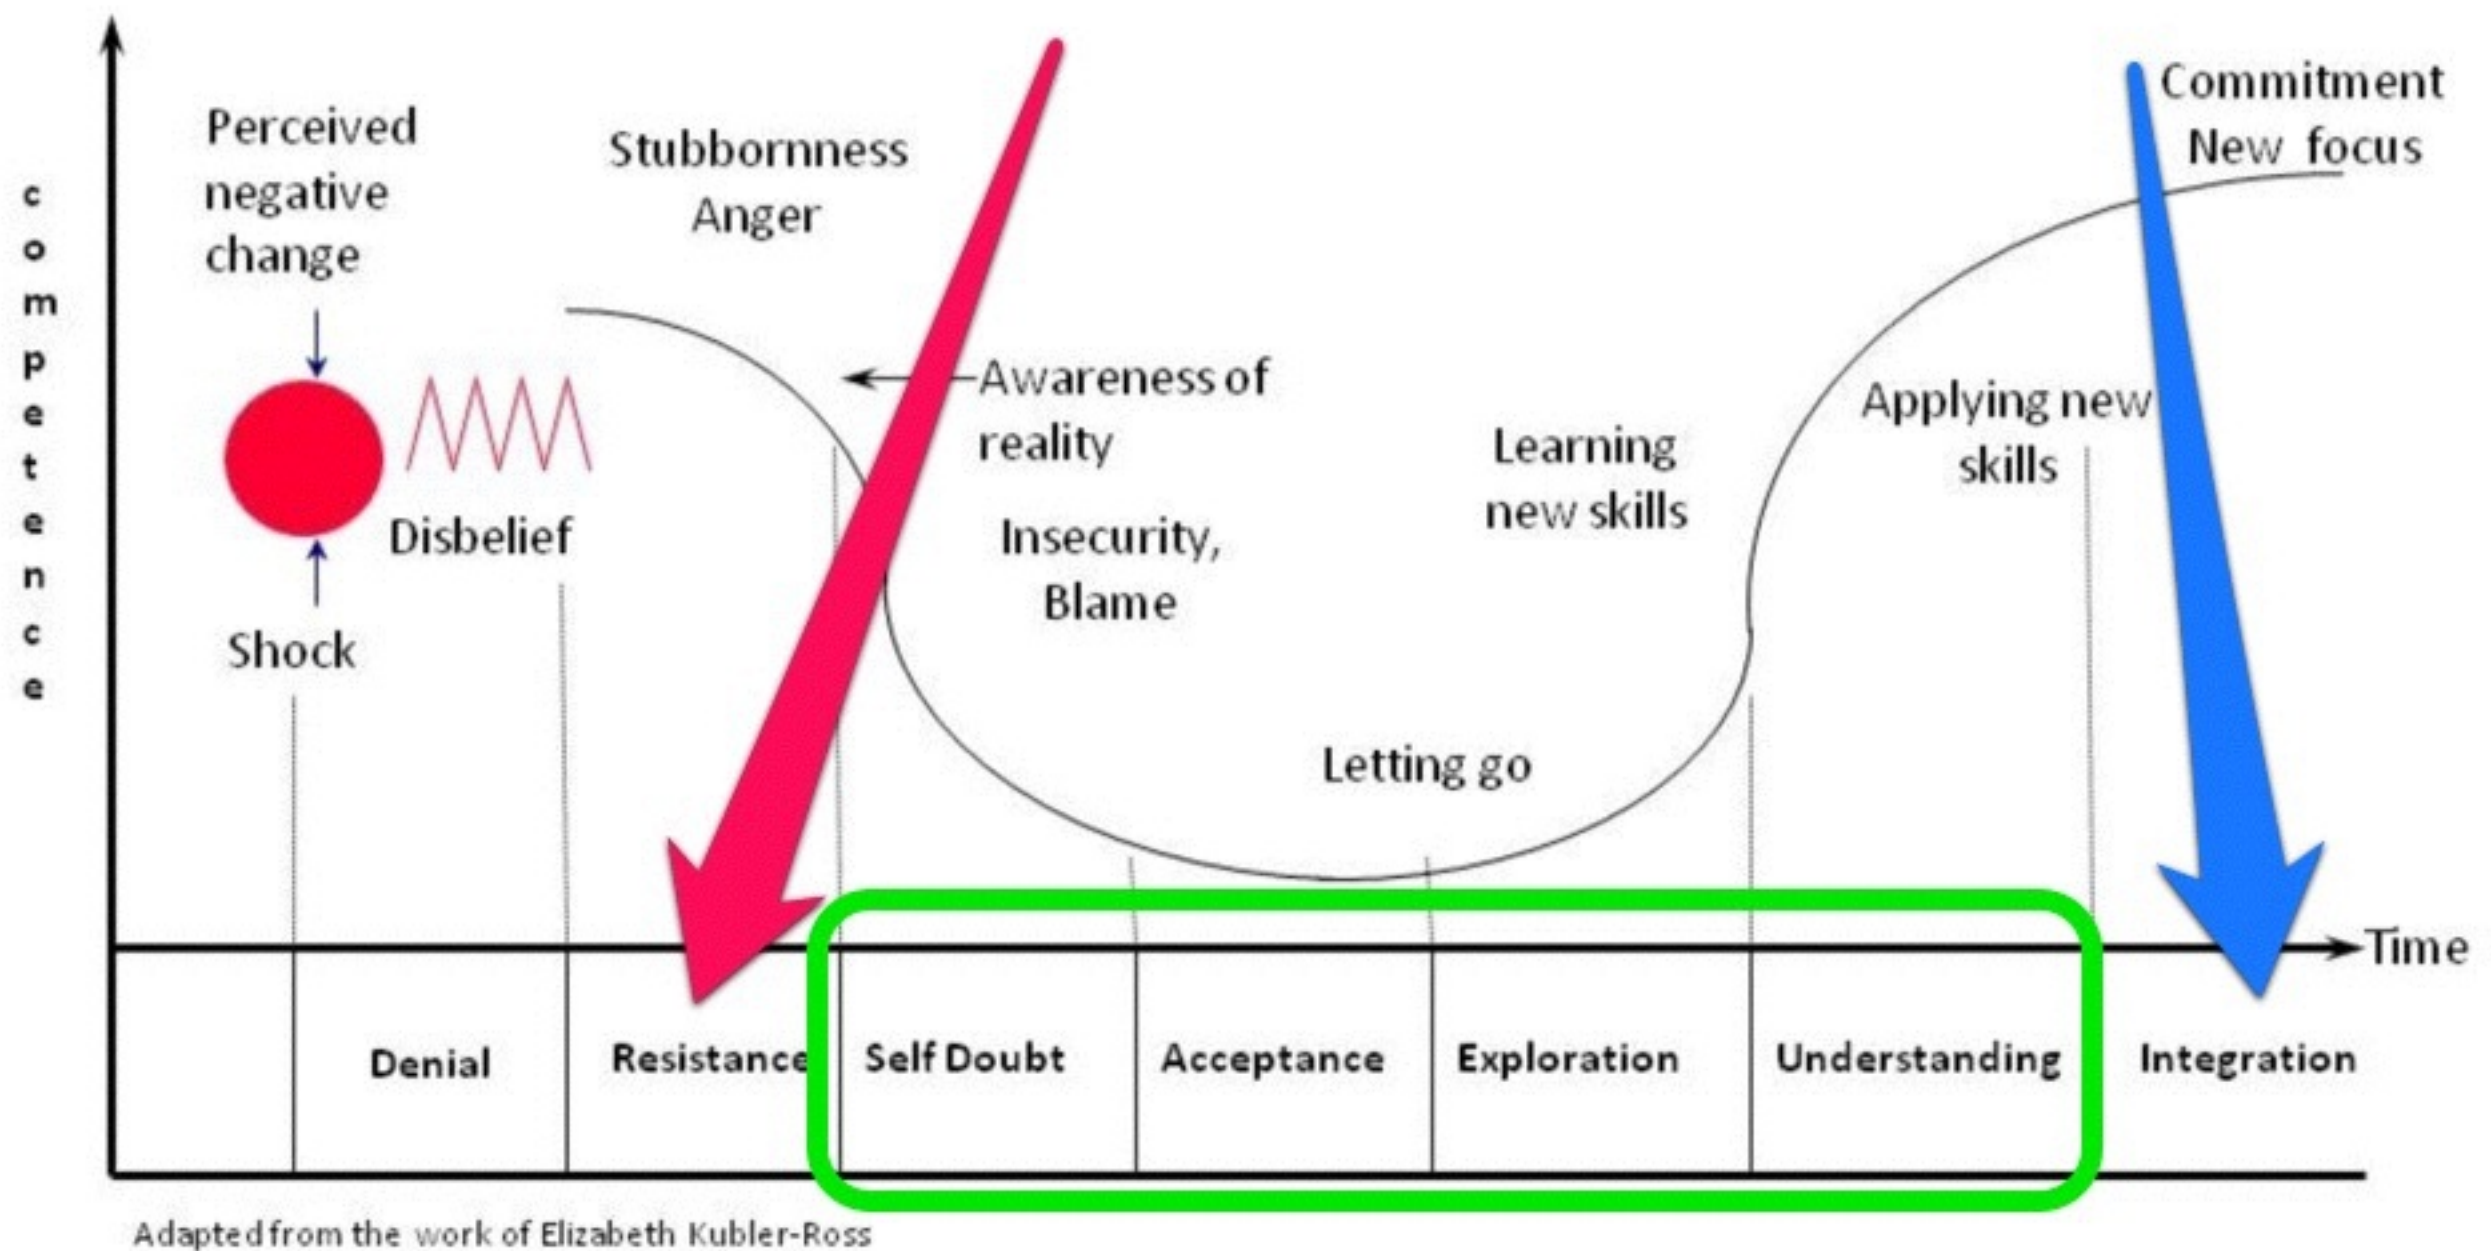 competence
Perceived
negative
change
Shock
Disbelief
Stubbornness
Anger
Awareness of
reality
Insecurity,
Blame
Letting go
Learning
new skills
Applying new
skills
Commitment
New focus
Time
Denial
Resistance
Self Doubt
Acceptance
Exploration
Understanding
Integration
Adapted from the work of Elizabeth Kubler-Ross